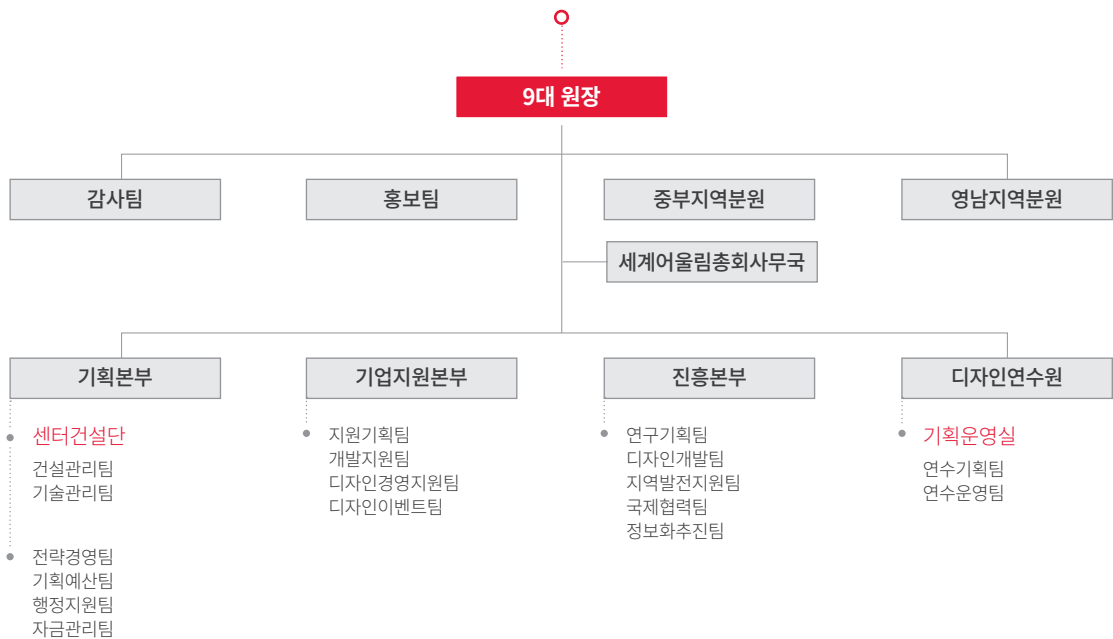 9대 원장
감사팀
홍보팀
중부지역분원
영남지역분원
세계어울림총회사무국
기획본부
센터건설단
건설관리팀
기술관리팀
전략경영팀
기획예산팀
행정지원팀
자금관리팀
기업지원본부
지원기획팀
개발지원팀
디자인경영지원팀
디자인이벤트팀
진흥본부
연구기획팀
디자인개발팀
지역발전지원팀
국제협력팀
정보화추진팀
디자인연수원
기획운영실
연수기획팀
연수운영팀